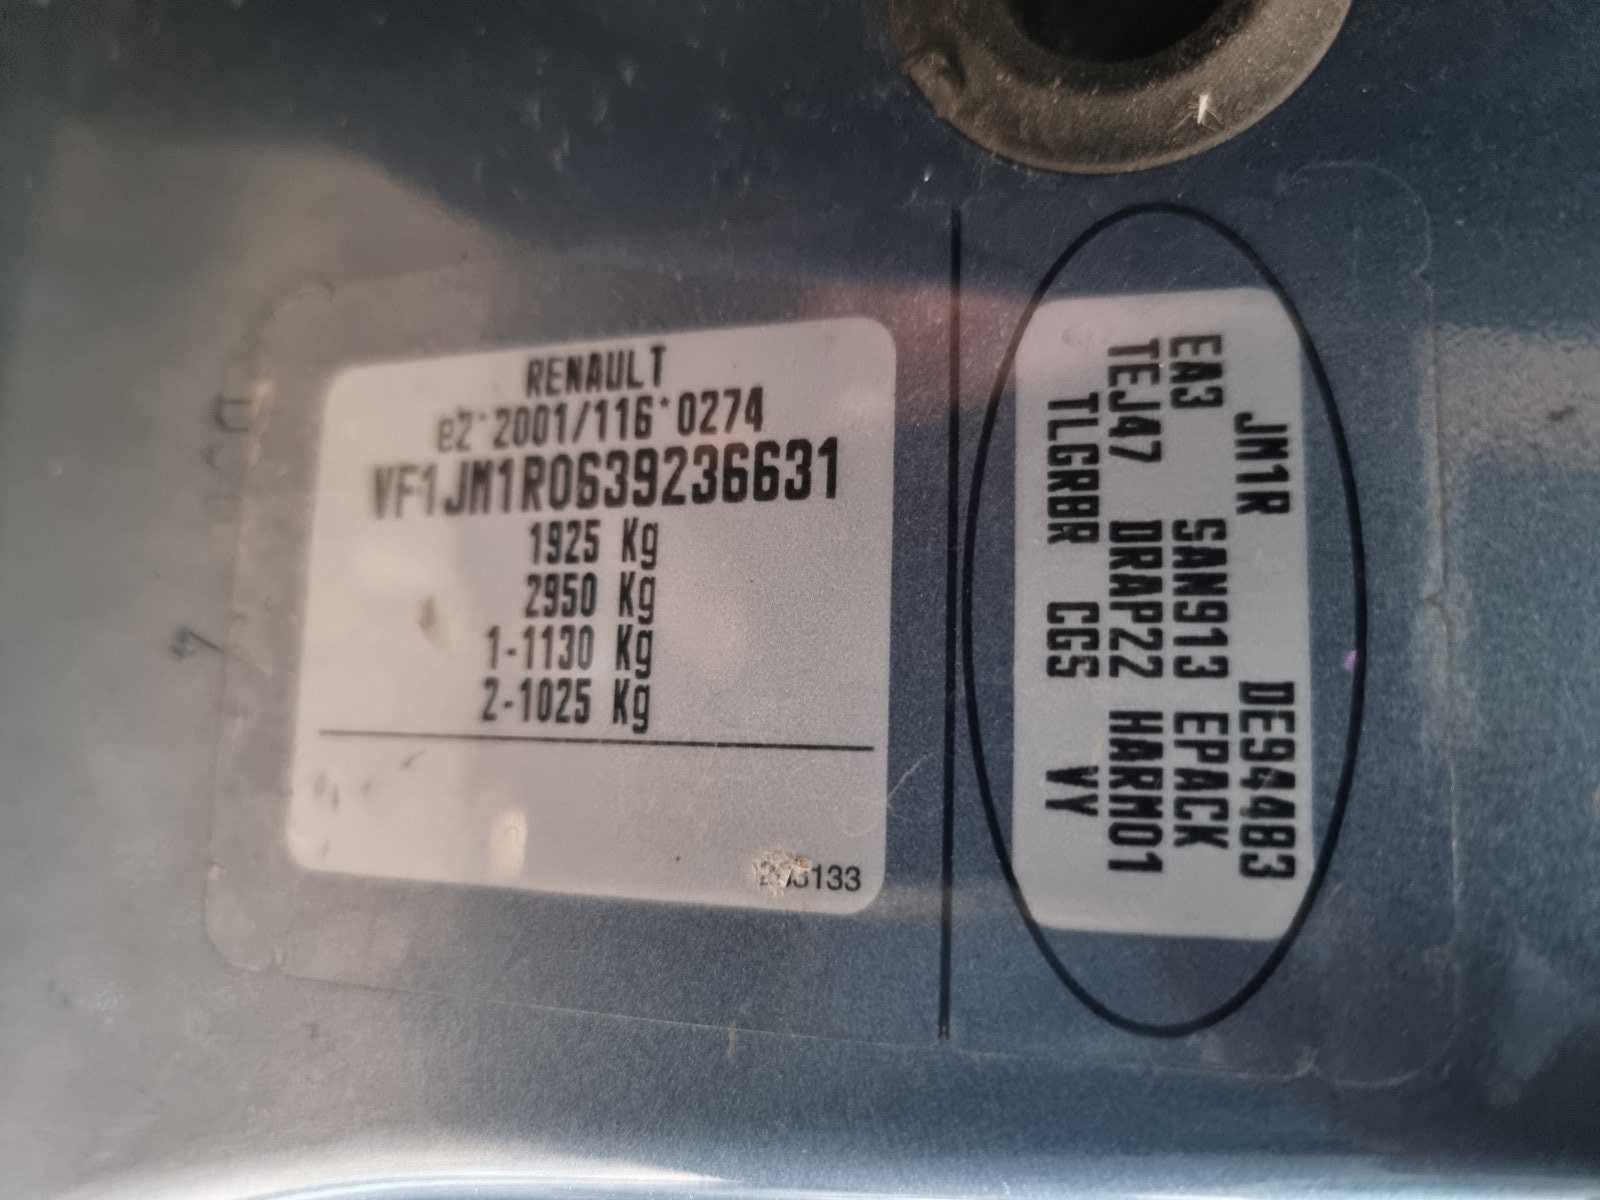 RENAULT
e2*2001/116*0274
VF1JM1R0639236631
1925 Kg
2950 Kg
1-1130 Kg
2-1025 Kg
JM1R DE944B3
EA3 SAN913 EPACK
TEJ47 DRAP22 HARM01
TLGRBR CGS VY